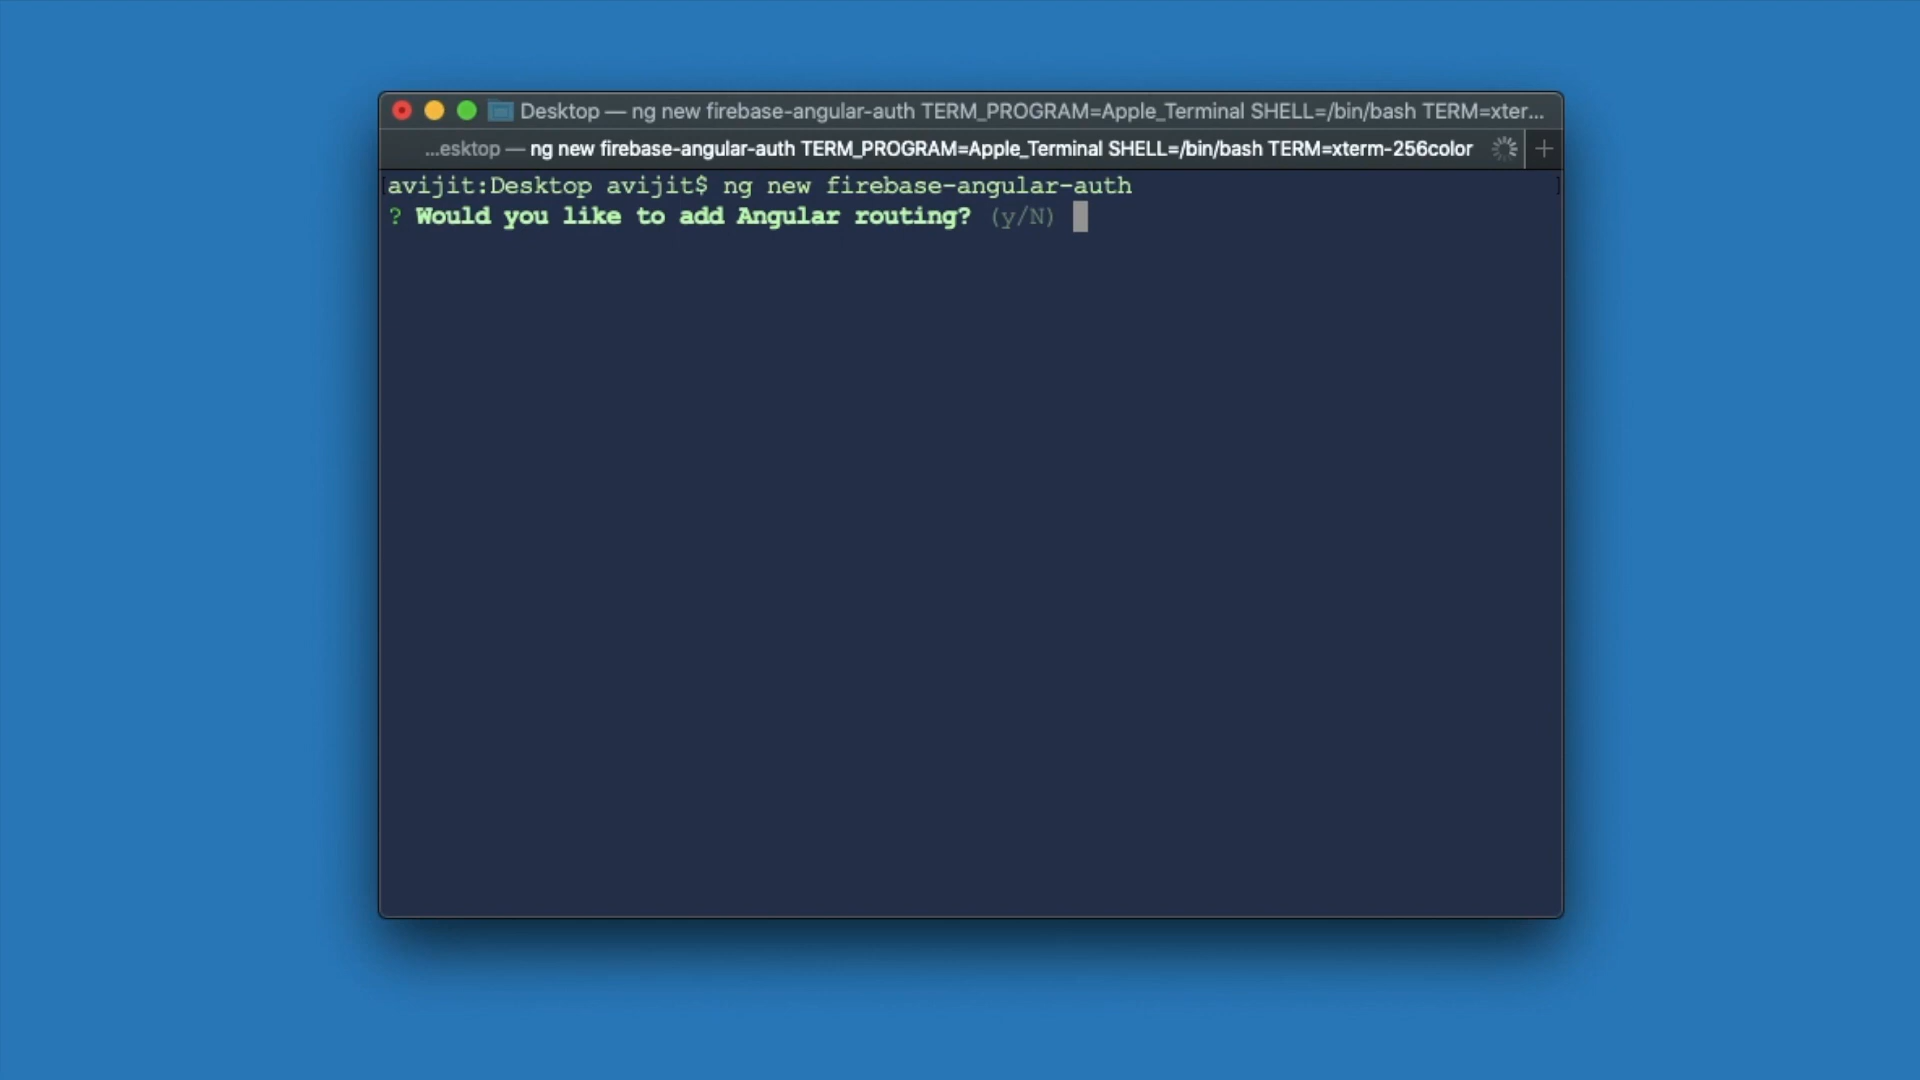 Desktop — ng new firebase-angular-auth TERM_PROGRAM=Apple_Terminal SHELL=/bin/bash TERM=xter...
...esktop — ng new firebase-angular-auth TERM_PROGRAM=Apple_Terminal SHELL=/bin/bash TERM=xterm-256color
[avijit:Desktop avijit$ ng new firebase-angular-auth ]
? Would you like to add Angular routing? (y/N)